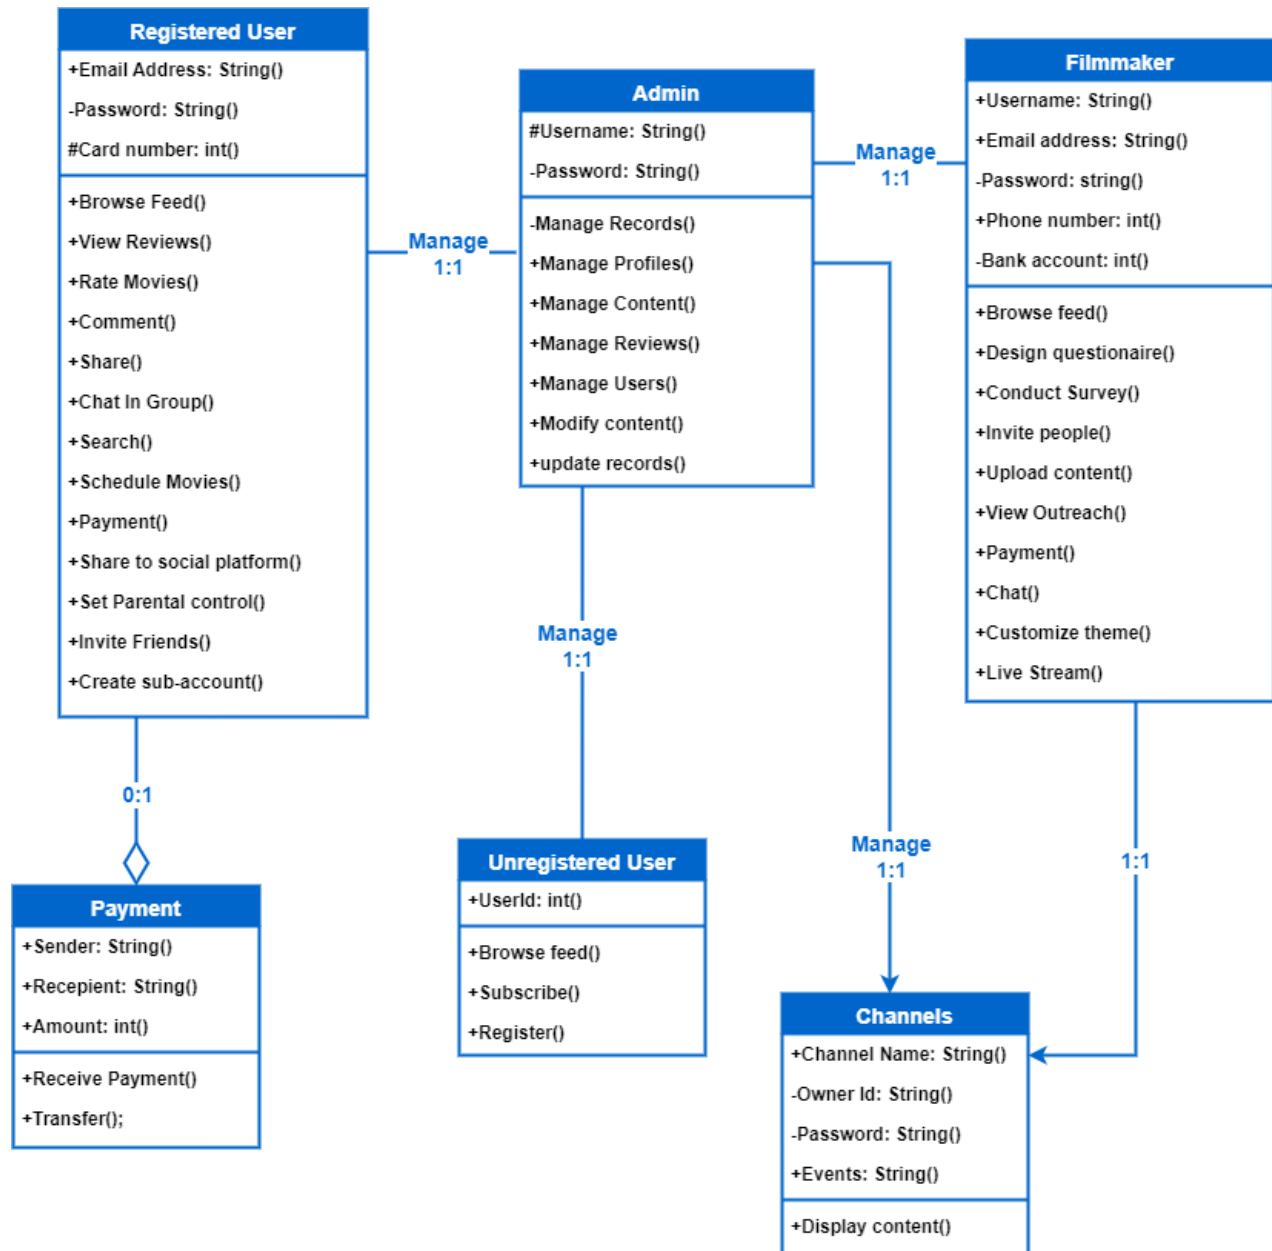 Registered User
+Email Address: String()
-Password: String()
#Card number: int()
+Browse Feed()
+View Reviews()
+Rate Movies()
+Comment()
+Share()
+Chat In Group()
+Search()
+Schedule Movies()
+Payment()
+Share to social platform()
+Set Parental control()
+Invite Friends()
+Create sub-account()
Manage
1:1
Admin
#Username: String()
-Password: String()
-Manage Records()
+Manage Profiles()
+Manage Content()
+Manage Reviews()
+Manage Users()
+Modify content()
+update records()
Manage
1:1
Filmmaker
+Username: String()
+Email address: String()
-Password: string()
+Phone number: int()
-Bank account: int()
+Browse feed()
+Design questionaire()
+Conduct Survey()
+Invite people()
+Upload content()
+View Outreach()
+Payment()
+Chat()
+Customize theme()
+Live Stream()
0:1
Manage
1:1
Manage
1:1
1:1
Payment
+Sender: String()
+Recepient: String()
+Amount: int()
+Receive Payment()
+Transfer();
Unregistered User
+UserId: int()
+Browse feed()
+Subscribe()
+Register()
Channels
+Channel Name: String()
-Owner Id: String()
-Password: String()
+Events: String()
+Display content()